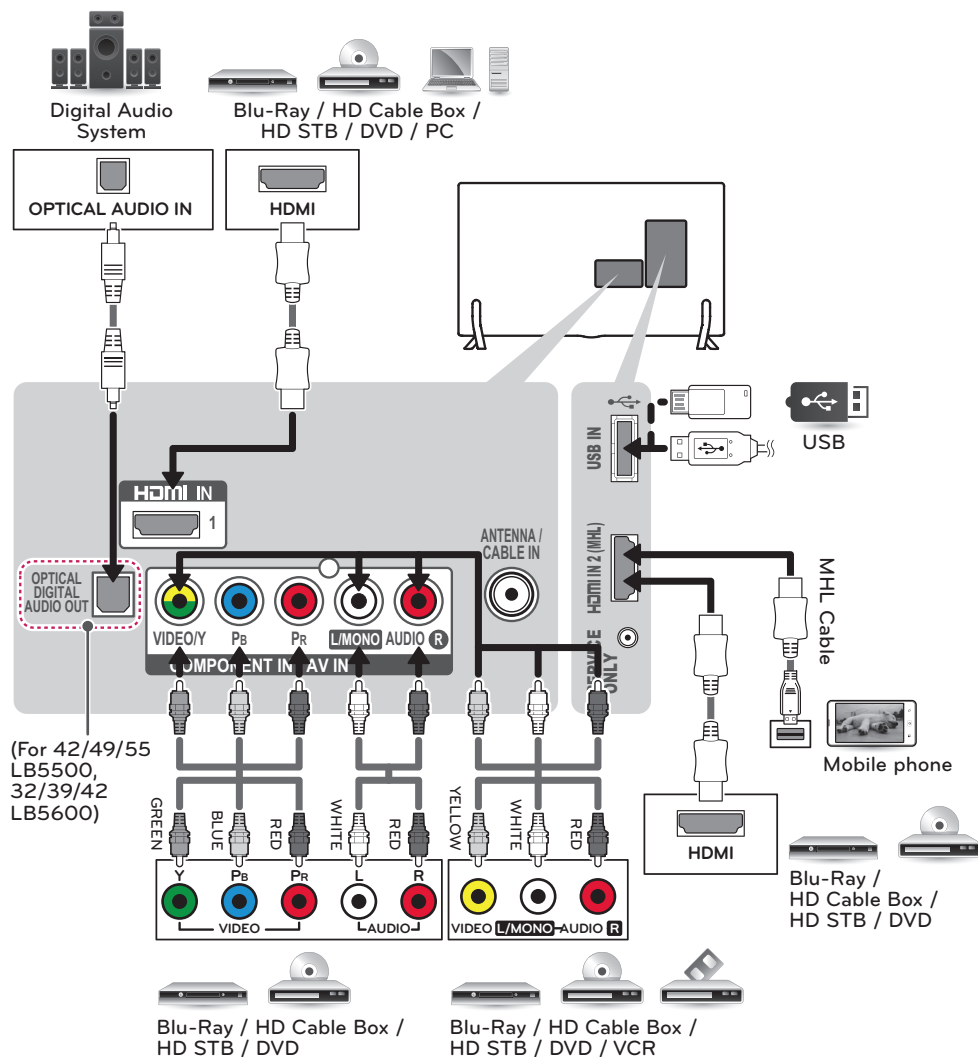 Digital Audio
System
Blu-Ray / HD Cable Box /
HD STB / DVD / PC
OPTICAL AUDIO IN
HDMI
USB IN
USB
HDMI IN
1
ANTENNA /
CABLE IN
HDMI IN 2 (MHL)
MHL Cable
OPTICAL
DIGITAL
AUDIO OUT
VIDEO/Y
PB
PR
L/MONO AUDIO R
COMPONENT IN / AV IN
SERVICE
ONLY
Mobile phone
(For 42/49/55
LB5500,
32/39/42
LB5600)
GREEN
BLUE
RED
WHITE
RED
YELLOW
WHITE
RED
HDMI
Y
PB
PR
L
R
VIDEO
AUDIO
VIDEO L/MONO AUDIO R
Blu-Ray /
HD Cable Box /
HD STB / DVD
Blu-Ray / HD Cable Box /
HD STB / DVD
Blu-Ray / HD Cable Box /
HD STB / DVD / VCR